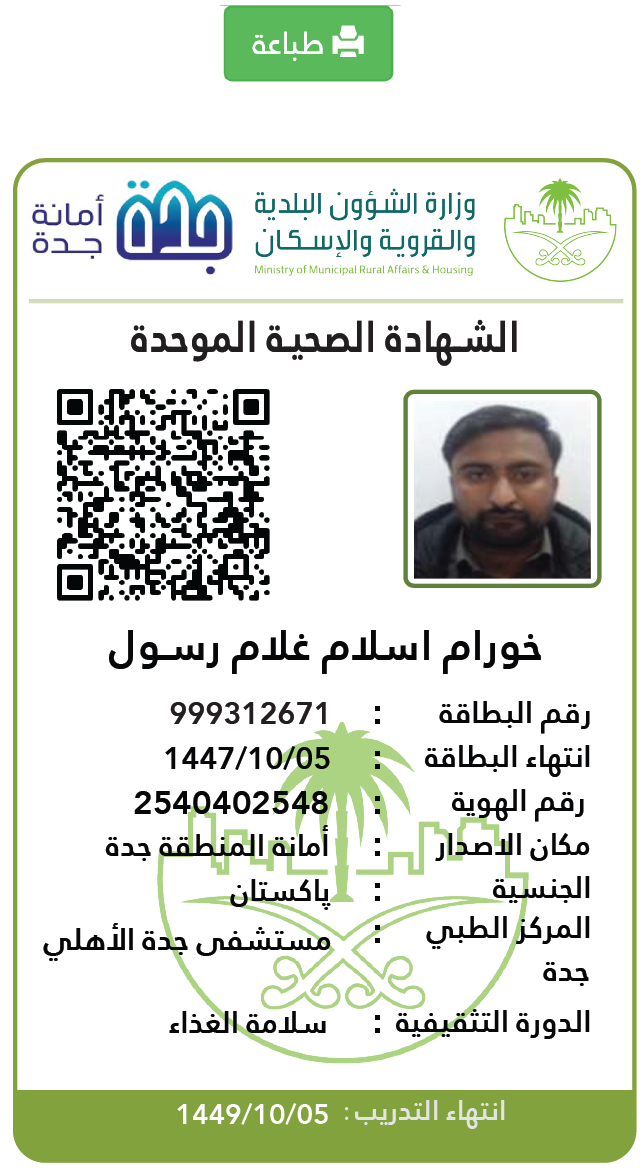 طباعة
أمانة
جدة
جدة
وزارة الشؤون البلدية
والقروية والإسكان
Ministry of Municipal Rural Affairs & Housing
الشهادة الصحية الموحدة
خورام اسلام غلام رسول
رقم البطاقة : 999312671
انتهاء البطاقة : 1447/10/05
رقم الهوية : 2540402548
مكان الاصدار : أمانة المنطقة جدة
الجنسية : پاکستان
المركز الطبي : مستشفى جدة الأهلي
جدة
الدورة التثقيفية : سلامة الغذاء
انتهاء التدريب : 1449/10/05